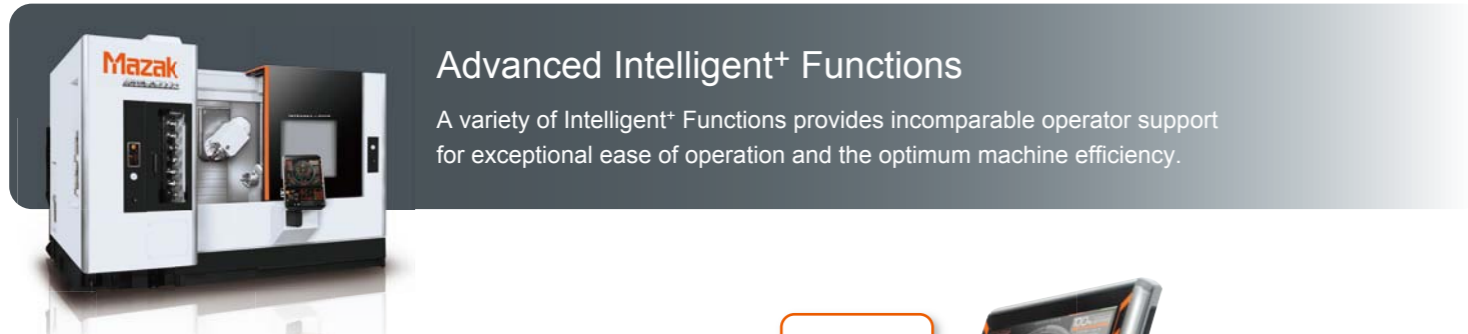 Mazak
Advanced Intelligent⁺ Functions
A variety of Intelligent⁺ Functions provides incomparable operator support
for exceptional ease of operation and the optimum machine efficiency.